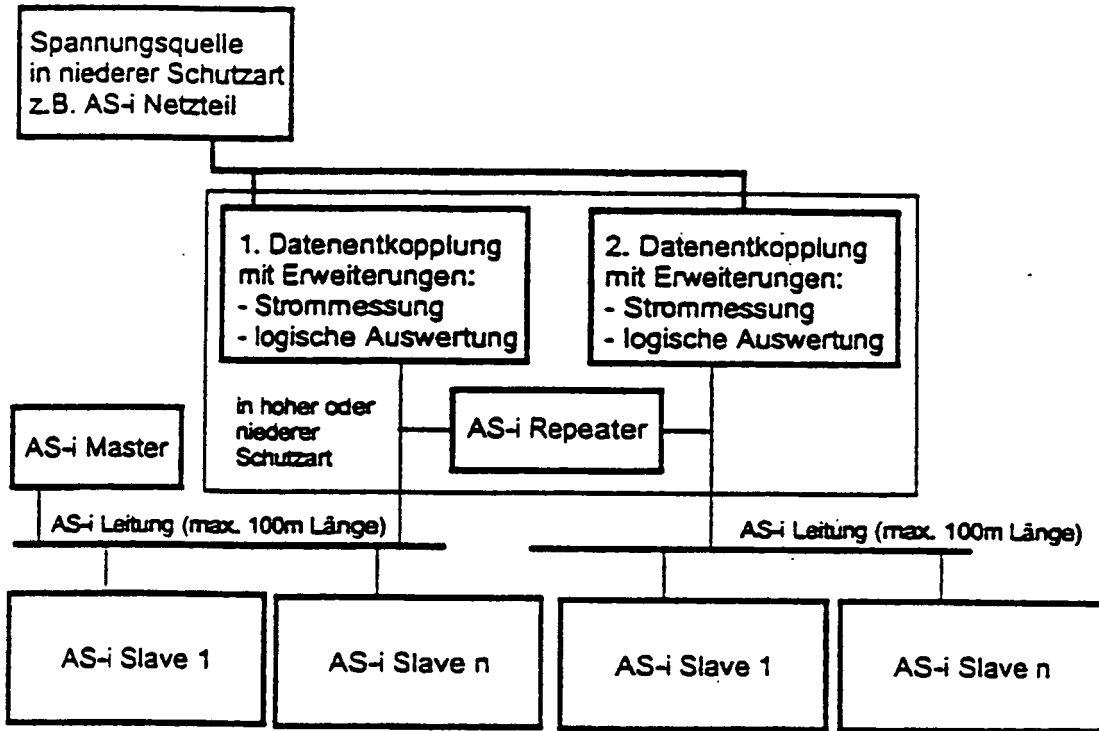 Spannungsquelle
in niederer Schutzart
z.B. AS-i Netzteil
1. Datenentkopplung
mit Erweiterungen:
- Strommessung
- logische Auswertung
2. Datenentkopplung
mit Erweiterungen:
- Strommessung
- logische Auswertung
in hoher oder
niederer
Schutzart
AS-i Repeater
AS-i Master
AS-i Leitung (max. 100m Länge)
AS-i Leitung (max. 100m Länge)
AS-i Slave 1
AS-i Slave n
AS-i Slave 1
AS-i Slave n